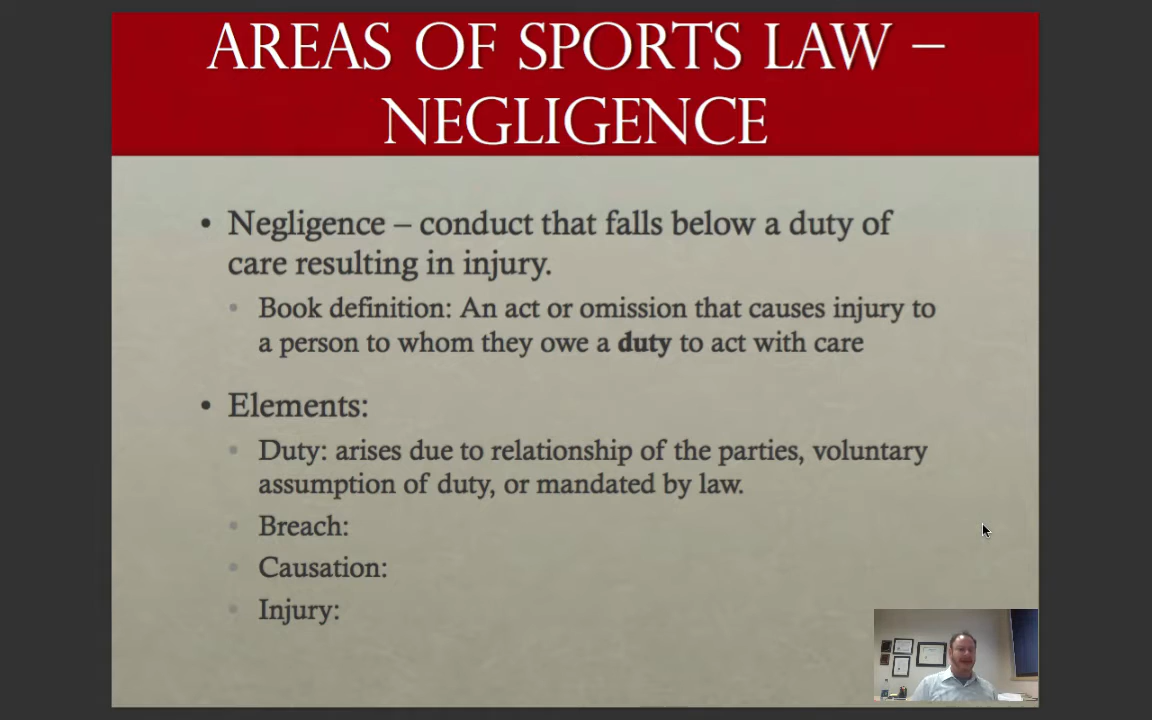 AREAS OF SPORTS LAW –
NEGLIGENCE
• Negligence – conduct that falls below a duty of
care resulting in injury.
• Book definition: An act or omission that causes injury to
a person to whom they owe a duty to act with care
• Elements:
• Duty: arises due to relationship of the parties, voluntary
assumption of duty, or mandated by law.
• Breach:
• Causation:
• Injury: